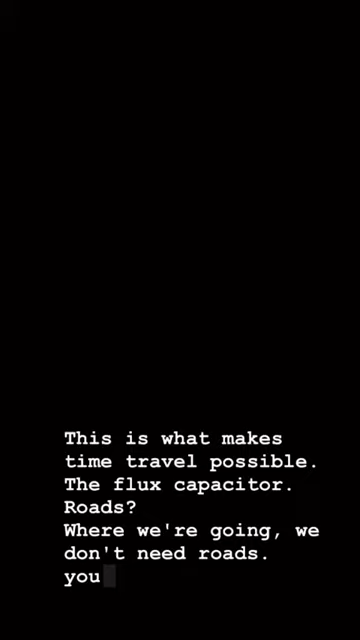 This is what makes
time travel possible.
The flux capacitor.
Roads?
Where we're going, we
don't need roads.
you